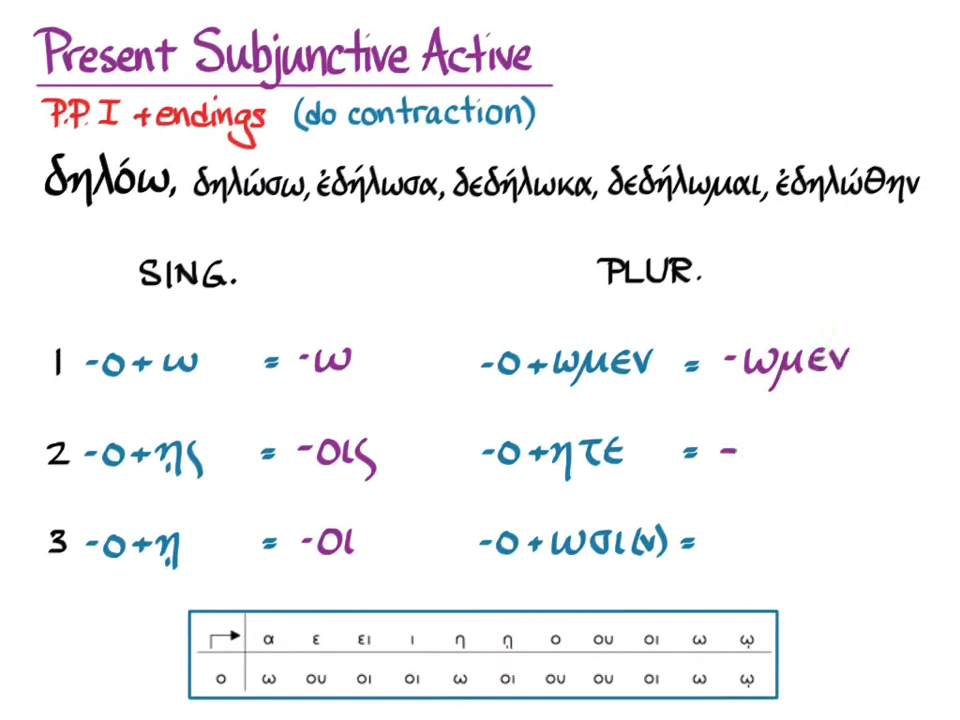 Present Subjunctive Active
P.P. I + endings (do contraction)
δηλόω, δηλώσω, ἐδήλωσα, δεδήλωκα, δεδήλωμαι, ἐδηλώθην
SING. PLUR.
1 -ο + ω = -ω -ο + ωμεν = -ωμεν
2 -ο + ῃς = -οις -ο + ητε = -
3 -ο + ῃ = -οι -ο + ωσι(ν) =
α ε ει ι η ῃ ο ου οι ω ῳ
ο ω ου οι οι ω οι ου ου οι ω ῳ